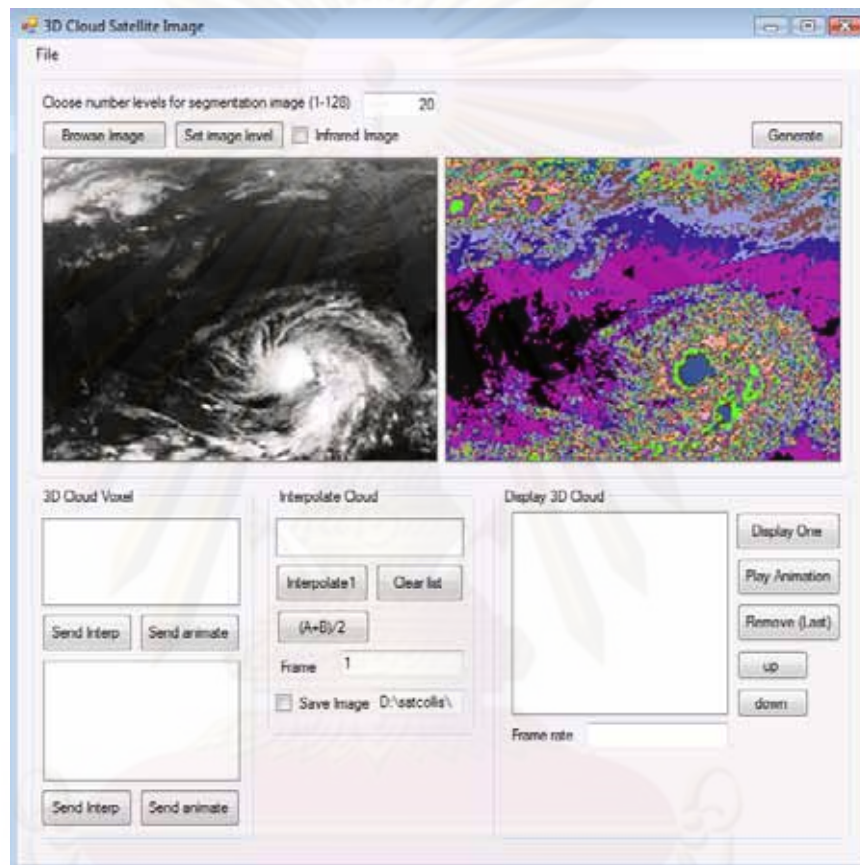 3D Cloud Satellite Image
File
Cloose number levels for segmentation image (1-128) 20
Browse Image Set image level Infrared Image Generate
3D Cloud Voxel
Send Interp Send animate
Send Interp Send animate
Interpolate Cloud
Interpolate1 Clear list
(A+B)/2
Frame 1
Save Image D:\satcollis\
Display 3D Cloud
Display One
Play Animation
Remove (Last)
up
down
Frame rate